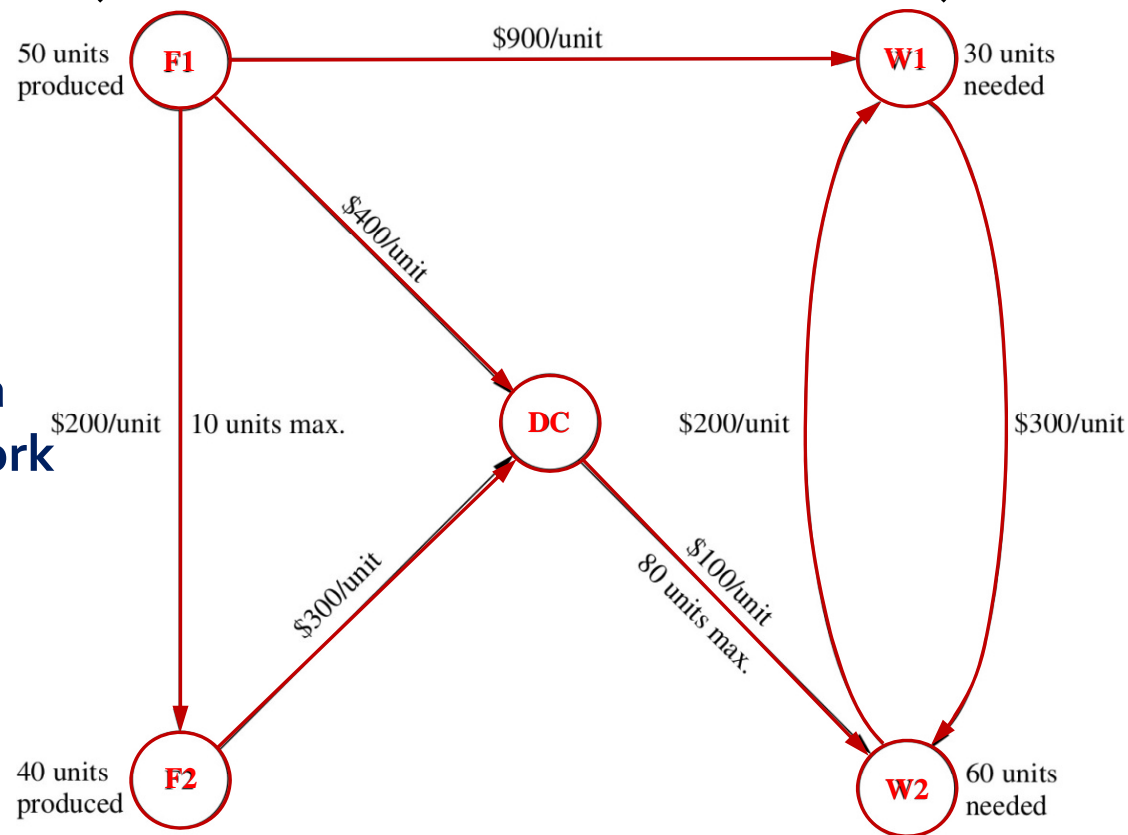 $900/unit
50 units
produced
F1
W1
30 units
needed
$400/unit
$200/unit
10 units max.
DC
$200/unit
$300/unit
ork
$300/unit
$100/unit
80 units max.
40 units
produced
F2
W2
60 units
needed